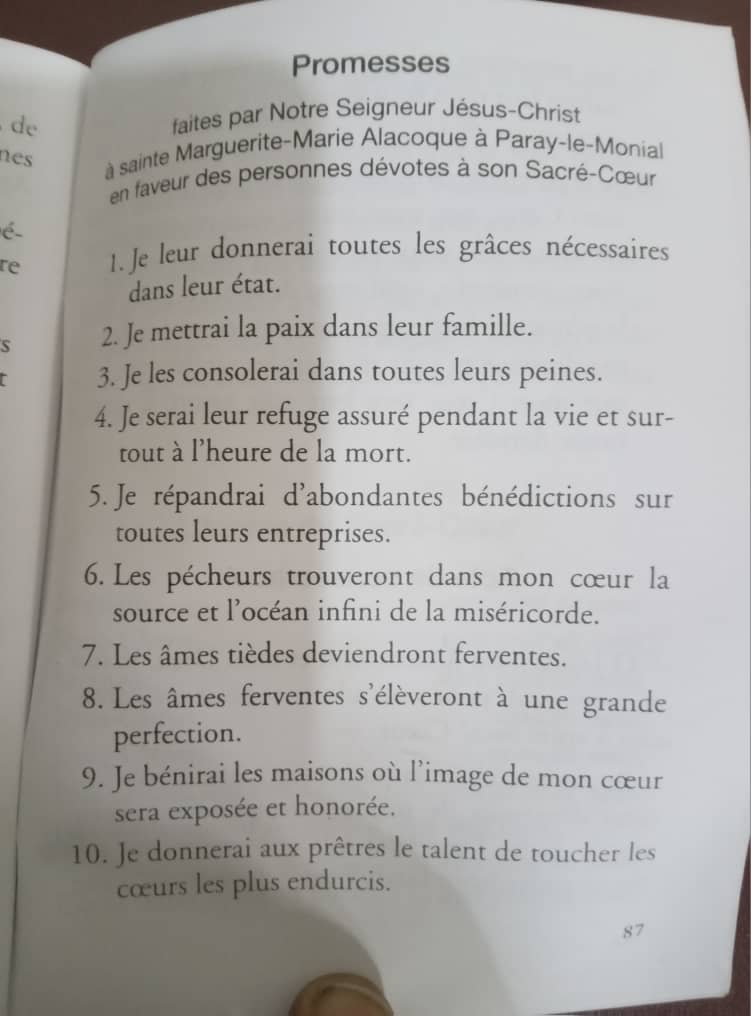 de
nes
é-
re
s
t
Promesses
faites par Notre Seigneur Jésus-Christ
à sainte Marguerite-Marie Alacoque à Paray-le-Monial
en faveur des personnes dévotes à son Sacré-Cœur
1. Je leur donnerai toutes les grâces nécessaires
dans leur état.
2. Je mettrai la paix dans leur famille.
3. Je les consolerai dans toutes leurs peines.
4. Je serai leur refuge assuré pendant la vie et sur-
tout à l'heure de la mort.
5. Je répandrai d'abondantes bénédictions sur
toutes leurs entreprises.
6. Les pécheurs trouveront dans mon cœur la
source et l'océan infini de la miséricorde.
7. Les âmes tièdes deviendront ferventes.
8. Les âmes ferventes s'élèveront à une grande
perfection.
9. Je bénirai les maisons où l'image de mon cœur
sera exposée et honorée.
10. Je donnerai aux prêtres le talent de toucher les
cœurs les plus endurcis.
87